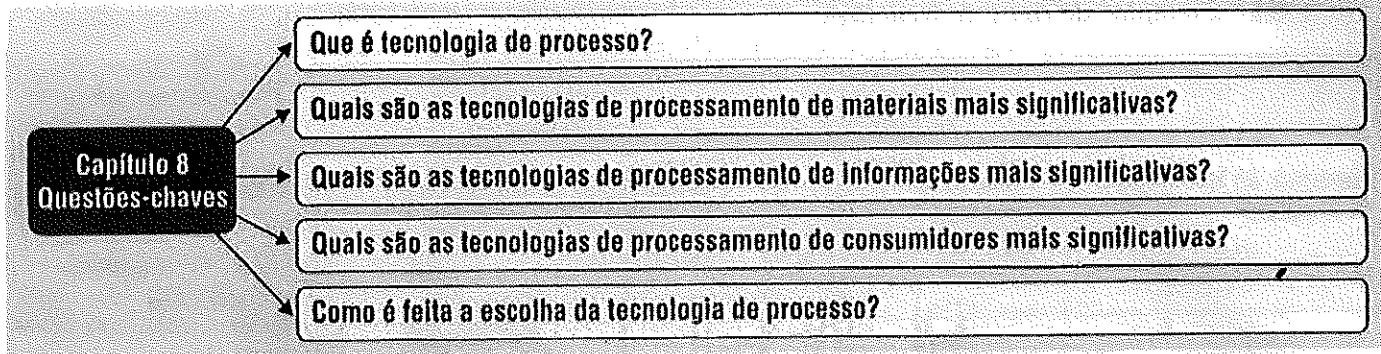 Que é tecnologia de processo?
Quais são as tecnologias de processamento de materiais mais significativas?
Capítulo 8
Questões-chaves
Quais são as tecnologias de processamento de informações mais significativas?
Quais são as tecnologias de processamento de consumidores mais significativas?
Como é feita a escolha da tecnologia de processo?